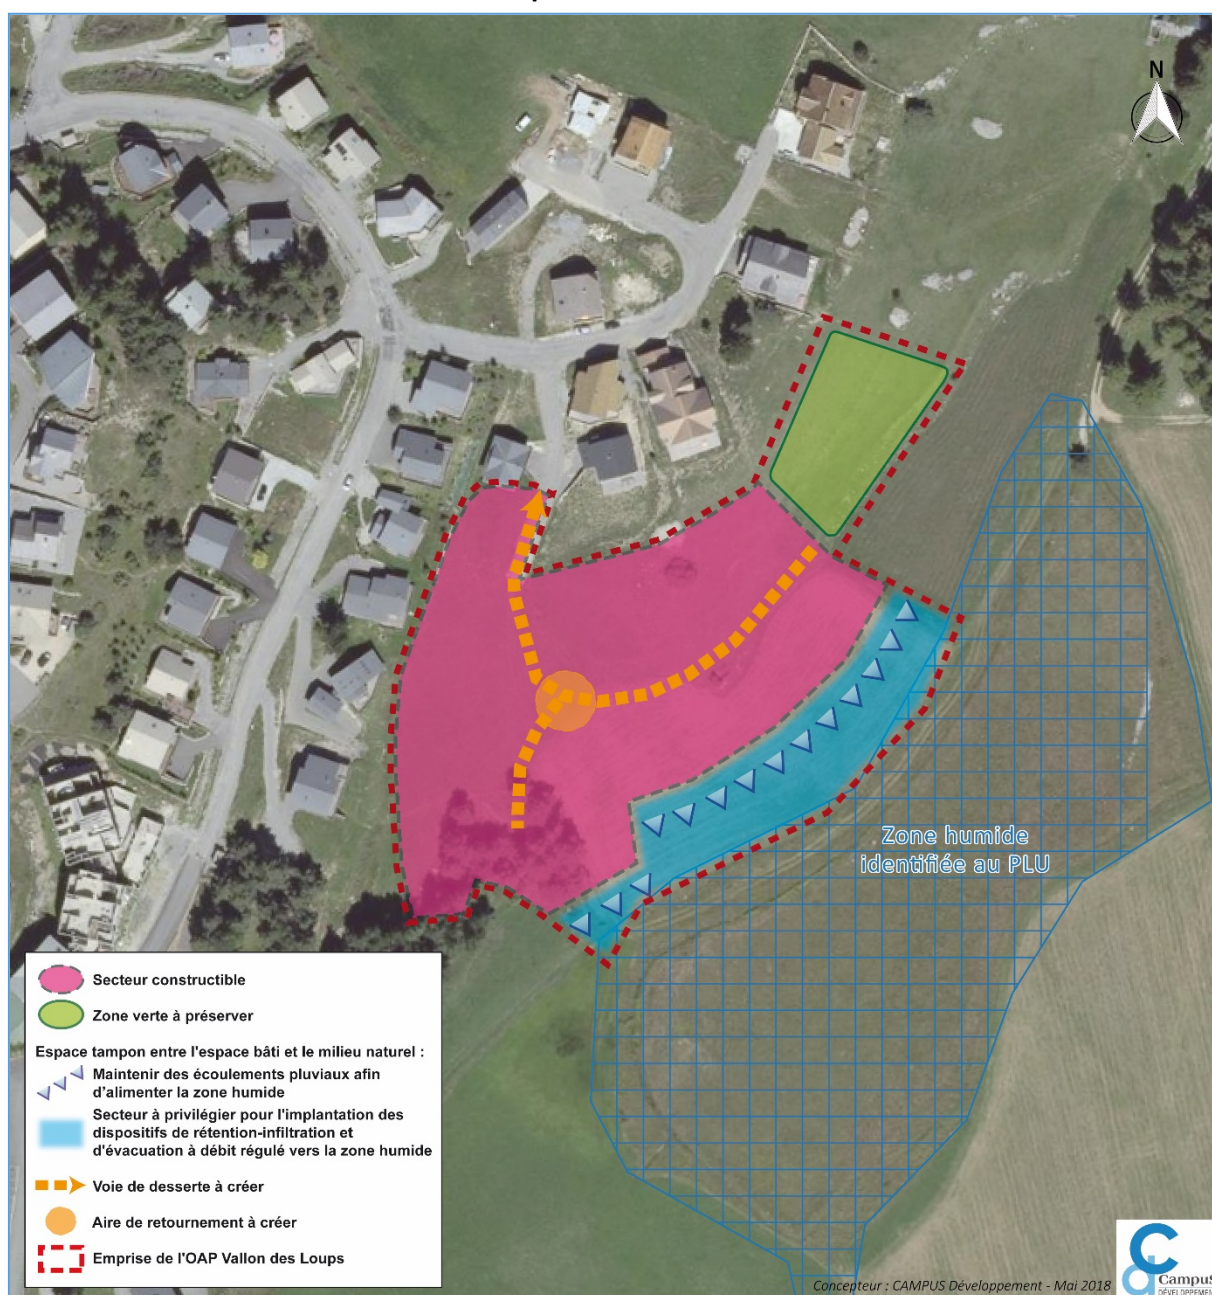 N
Zone humide
identifiée au PLU
Secteur constructible
Zone verte à préserver
Espace tampon entre l'espace bâti et le milieu naturel :
Maintenir des écoulements pluviaux afin
d'alimenter la zone humide
Secteur à privilégier pour l'implantation des
dispositifs de rétention-infiltration et
d'évacuation à débit régulé vers la zone humide
Voie de desserte à créer
Aire de retournement à créer
Emprise de l'OAP Vallon des Loups
Concepteur : CAMPUS Développement - Mai 2018
Campus
DÉVELOPPEMENT